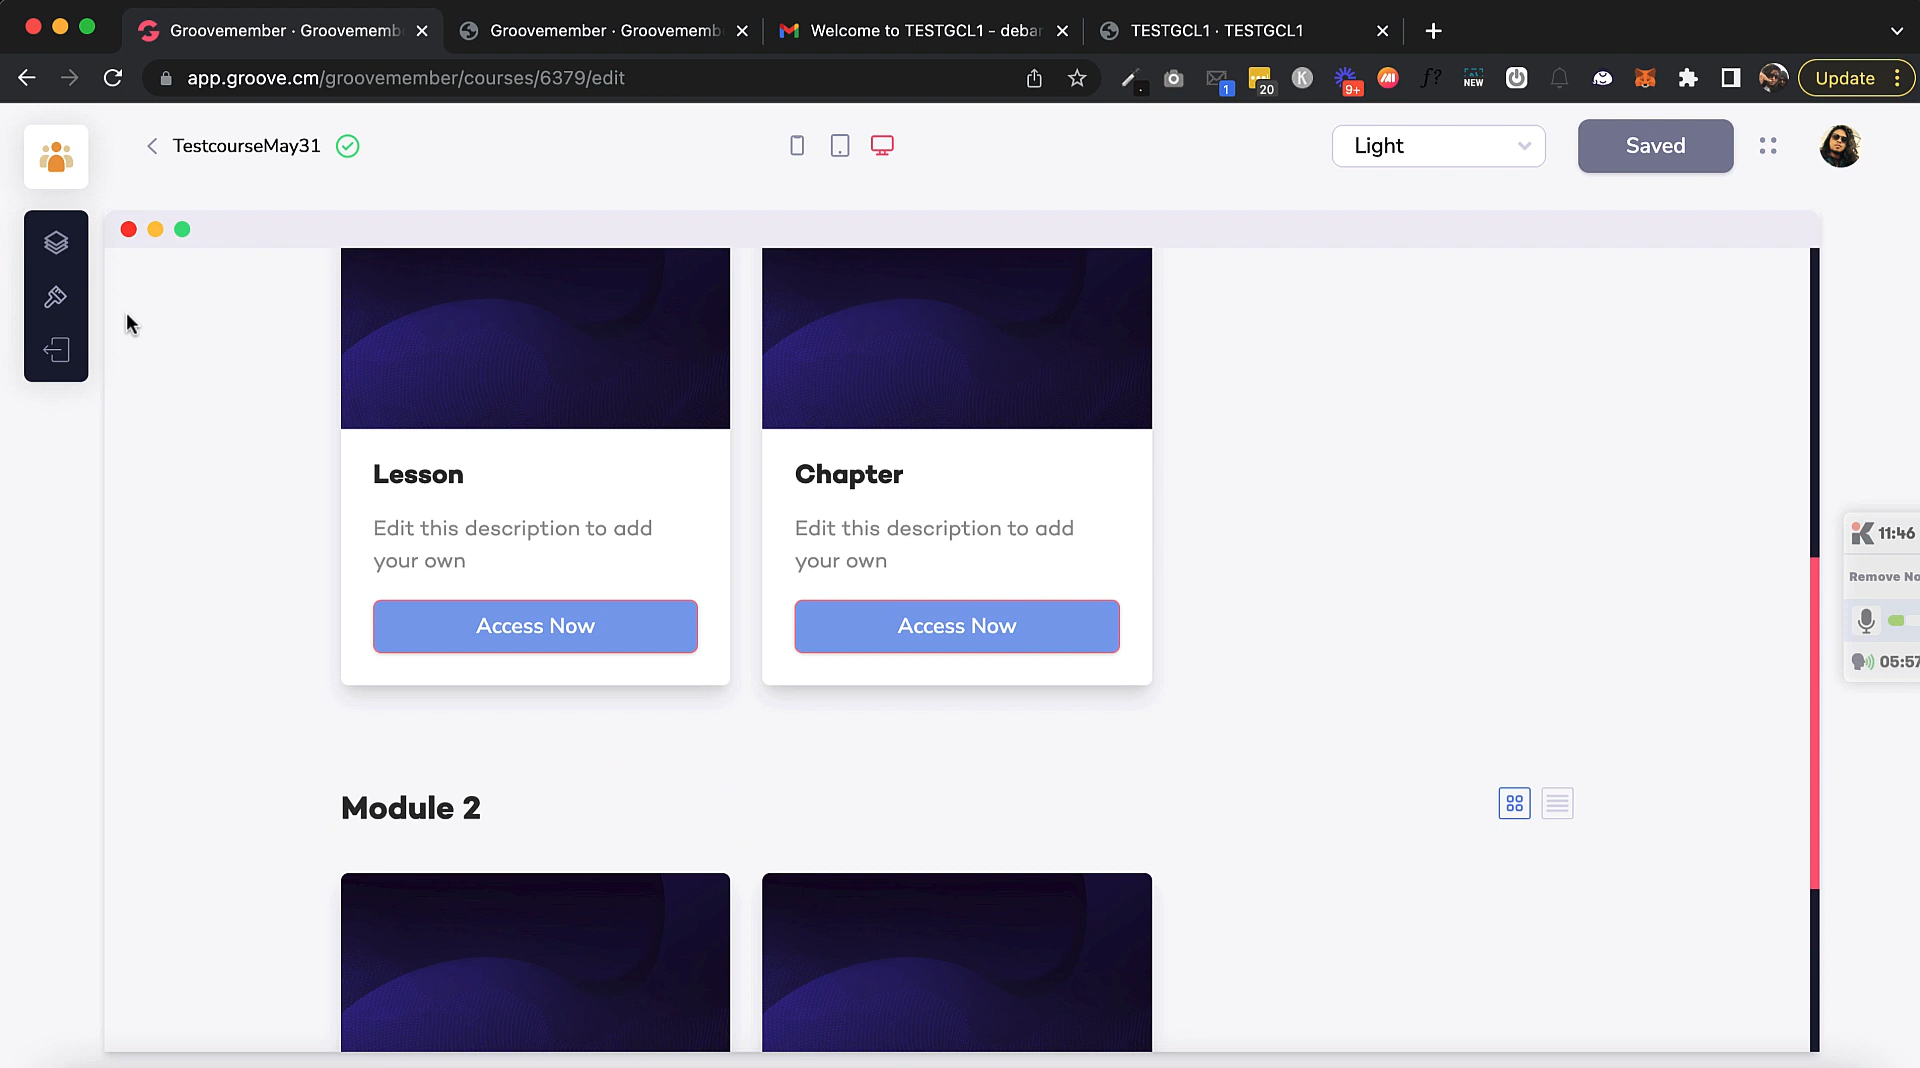 Groovemember · Groovememb
Groovemember · Groovememb
Welcome to TESTGCL1 - debar
TESTGCL1 · TESTGCL1
app.groove.cm/groovemember/courses/6379/edit
1
20
K
9+
f?
NEW
Update
TestcourseMay31
Light
Saved
Lesson
Chapter
Edit this description to add
your own
Edit this description to add
your own
Access Now
Access Now
11:46
Remove No
05:57
Module 2